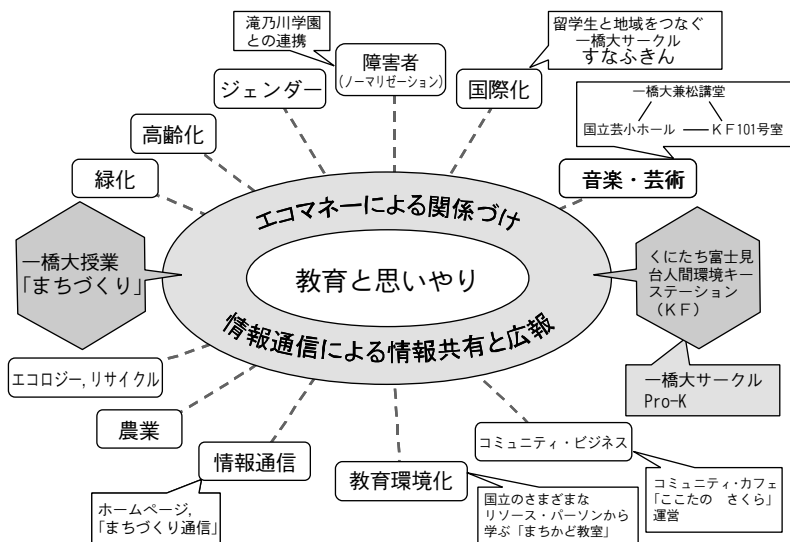 滝乃川学園
との連携
障害者
(ノーマリゼーション)
留学生と地域をつなぐ
一橋大サークル
すなふきん
ジェンダー
国際化
一橋大兼松講堂
国立芸小ホール
KF101号室
高齢化
緑化
音楽・芸術
エコマネーによる関係づけ
教育と思いやり
情報通信による情報共有と広報
一橋大授業
「まちづくり」
くにたち富士見
台人間環境キー
ステーション
(KF)
一橋大サークル
Pro-K
エコロジー,リサイクル
農業
情報通信
教育環境化
コミュニティ・ビジネス
ホームページ,
「まちづくり通信」
国立のさまざまな
リソース・パーソンから
学ぶ「まちかど教室」
コミュニティ・カフェ
「ここたの さくら」
運営